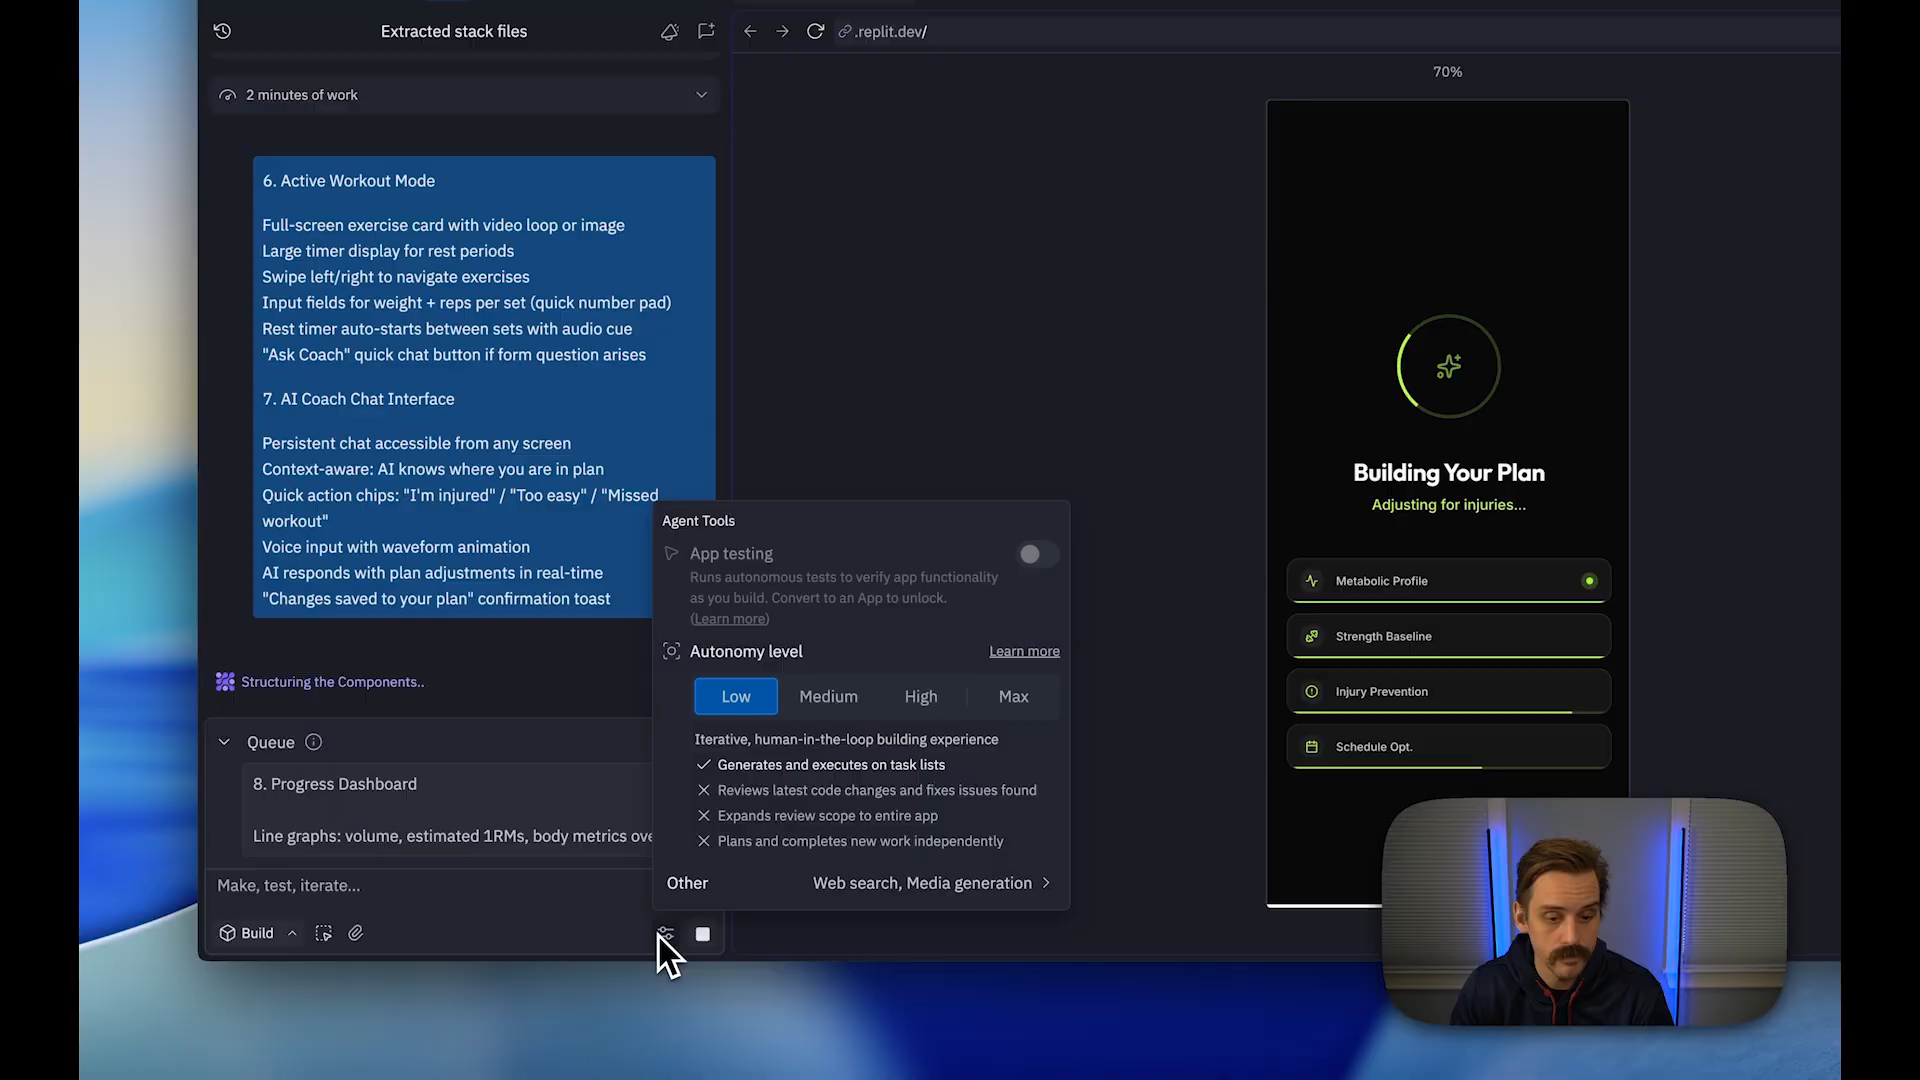 Extracted stack files
.replit.dev/
70%
2 minutes of work
6. Active Workout Mode
Full-screen exercise card with video loop or image
Large timer display for rest periods
Swipe left/right to navigate exercises
Input fields for weight + reps per set (quick number pad)
Rest timer auto-starts between sets with audio cue
"Ask Coach" quick chat button if form question arises
7. AI Coach Chat Interface
Persistent chat accessible from any screen
Context-aware: AI knows where you are in plan
Quick action chips: "I'm injured" / "Too easy" / "Missed
workout"
Voice input with waveform animation
AI responds with plan adjustments in real-time
"Changes saved to your plan" confirmation toast
Structuring the Components..
Queue
8. Progress Dashboard
Line graphs: volume, estimated 1RMs, body metrics ove
Make, test, iterate...
Build
Agent Tools
App testing
Runs autonomous tests to verify app functionality
as you build. Convert to an App to unlock.
(Learn more)
Autonomy level
Learn more
Low
Medium
High
Max
Iterative, human-in-the-loop building experience
Generates and executes on task lists
Reviews latest code changes and fixes issues found
Expands review scope to entire app
Plans and completes new work independently
Other
Web search, Media generation
Building Your Plan
Adjusting for injuries...
Metabolic Profile
Strength Baseline
Injury Prevention
Schedule Opt.